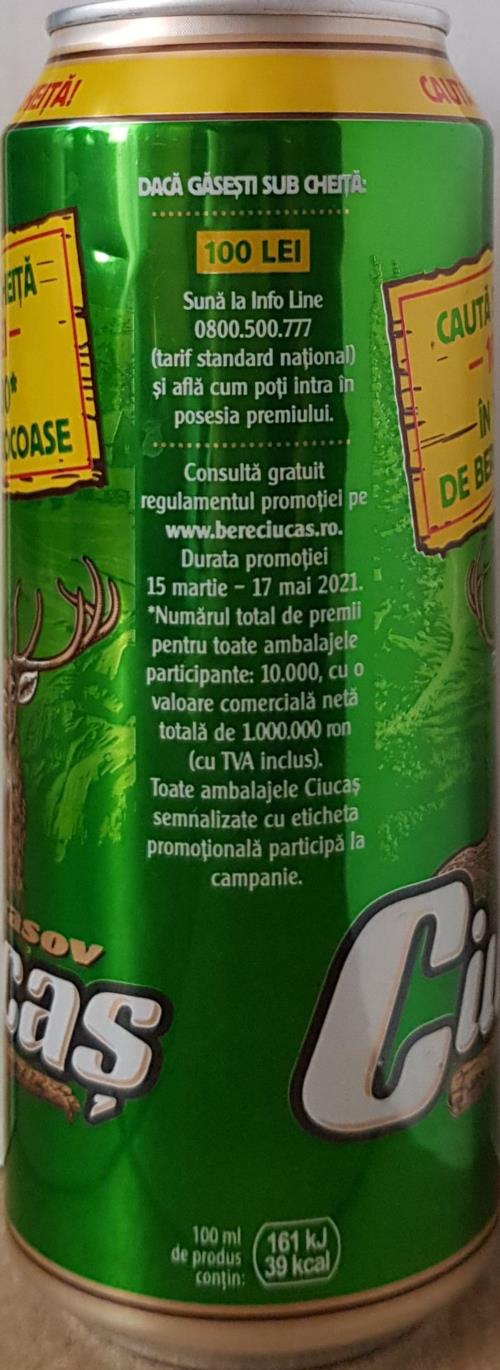 DACĂ GĂSEȘTI SUB CHEIȚĂ:
100 LEI
Sună la Info Line
0800.500.777
(tarif standard național)
și află cum poți intra în
posesia premiului.
Consultă gratuit
regulamentul promoției pe
www.bereciucas.ro.
Durata promoției
15 martie – 17 mai 2021.
*Numărul total de premii
pentru toate ambalajele
participante: 10.000, cu o
valoare comercială netă
totală de 1.000.000 ron
(cu TVA inclus).
Toate ambalajele Ciucaș
semnalizate cu eticheta
promoțională participă la
campanie.
CAUTĂ
ÎN
DE BE
100 ml
de produs
conțin:
161 kJ
39 kcal